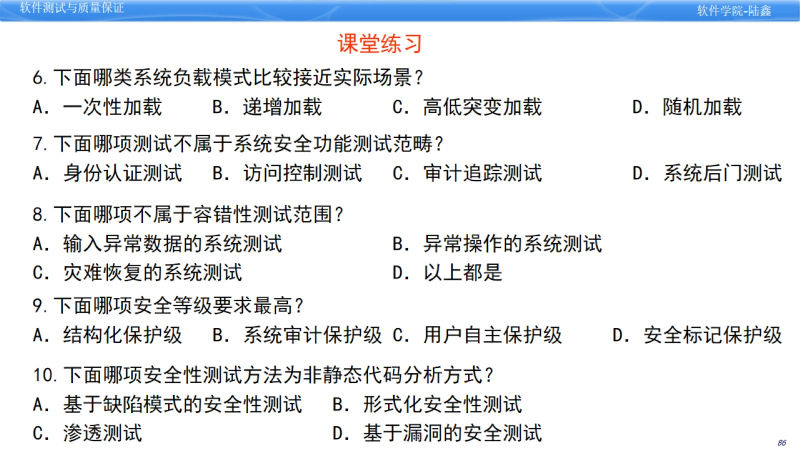 软件测试与质量保证
软件学院-陆鑫
课堂练习
6.下面哪类系统负载模式比较接近实际场景?
A. 一次性加载 B. 递增加载 C. 高低突变加载 D. 随机加载
7.下面哪项测试不属于系统安全功能测试范畴?
A. 身份认证测试 B. 访问控制测试 C. 审计追踪测试 D. 系统后门测试
8.下面哪项不属于容错性测试范围?
A. 输入异常数据的系统测试 B. 异常操作的系统测试
C. 灾难恢复的系统测试 D. 以上都是
9.下面哪项安全等级要求最高?
A. 结构化保护级 B. 系统审计保护级 C. 用户自主保护级 D. 安全标记保护级
10.下面哪项安全性测试方法为非静态代码分析方式?
A. 基于缺陷模式的安全性测试 B. 形式化安全性测试
C. 渗透测试 D. 基于漏洞的安全测试
86